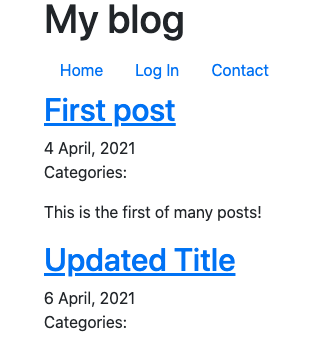 My blog
Home Log In Contact
First post
4 April, 2021
Categories:
This is the first of many posts!
Updated Title
6 April, 2021
Categories: